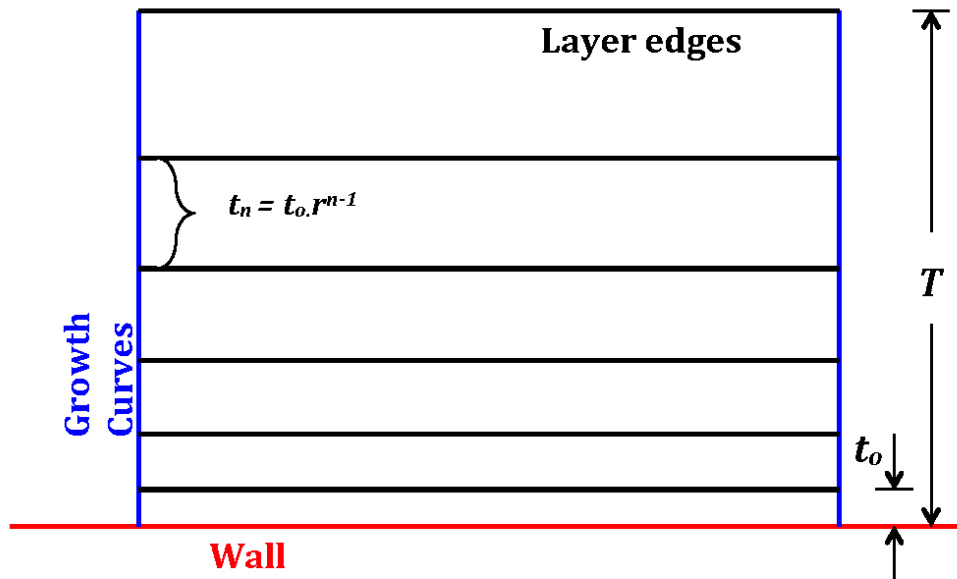 Layer edges
tₙ = tₒ.rⁿ⁻¹
T
Growth
Curves
tₒ
Wall